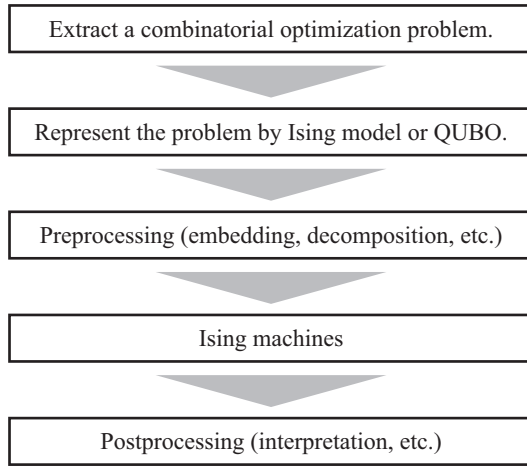 Extract a combinatorial optimization problem.
Represent the problem by Ising model or QUBO.
Preprocessing (embedding, decomposition, etc.)
Ising machines
Postprocessing (interpretation, etc.)